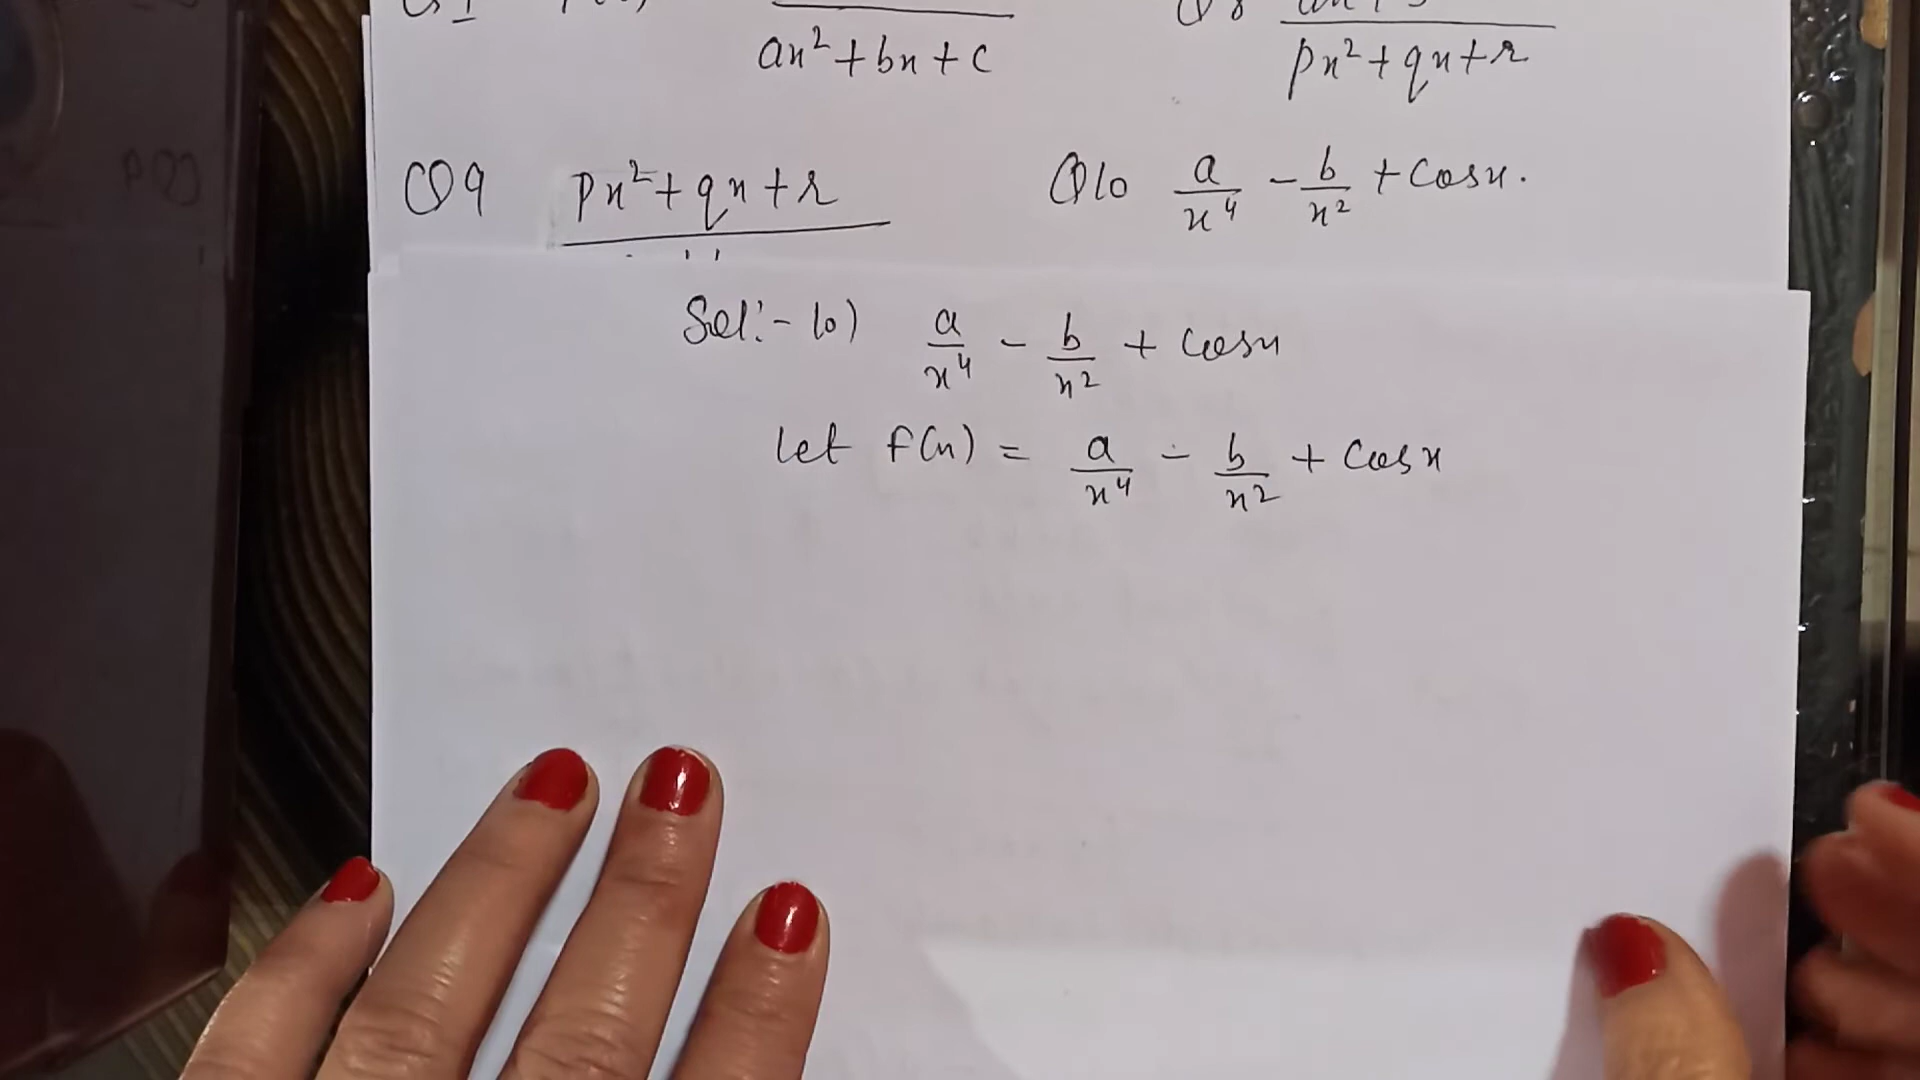 ax²+bx+c
px²+qx+r
Q9 px²+qx+r
Q10 a/x⁴ - b/x² + Cosx.
Sol:- 10) a/x⁴ - b/x² + Cosx
Let f(x) = a/x⁴ - b/x² + Cosx